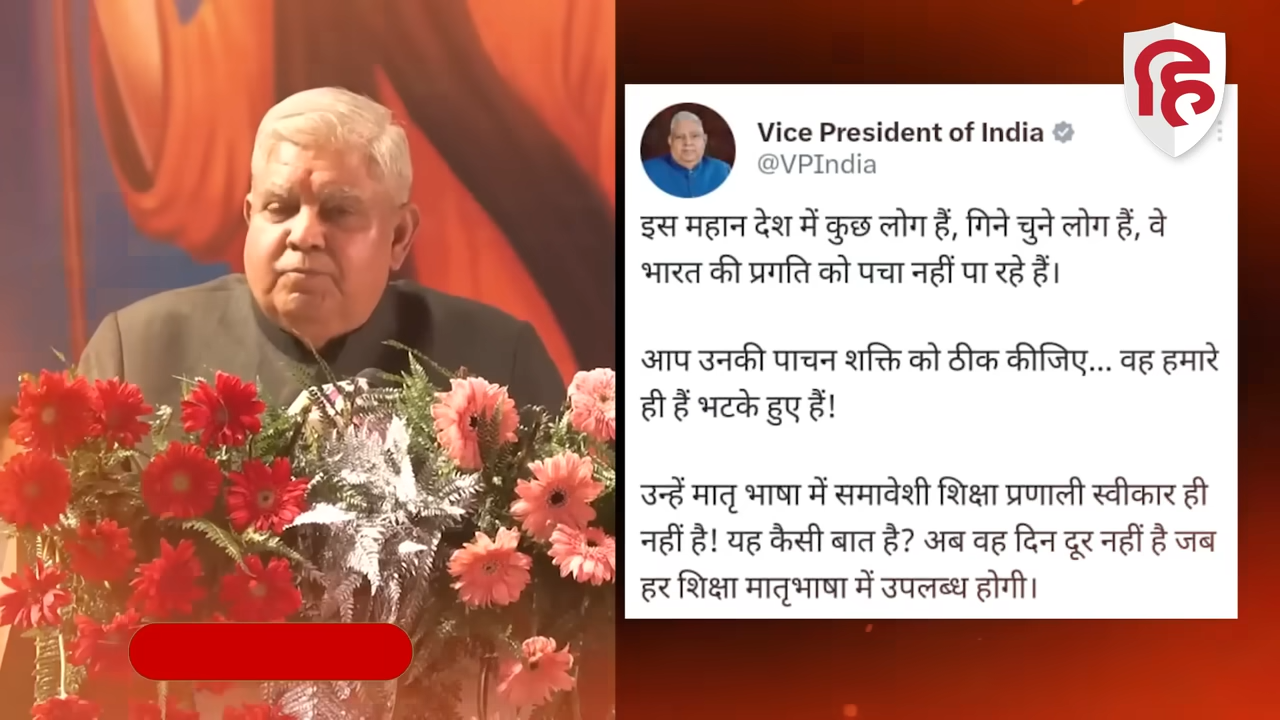 हि
Vice President of India
@VPIndia
इस महान देश में कुछ लोग हैं, गिने चुने लोग हैं, वे
भारत की प्रगति को पचा नहीं पा रहे हैं।
आप उनकी पाचन शक्ति को ठीक कीजिए... वह हमारे
ही हैं भटके हुए हैं!
उन्हें मातृ भाषा में समावेशी शिक्षा प्रणाली स्वीकार ही
नहीं है! यह कैसी बात है? अब वह दिन दूर नहीं है जब
हर शिक्षा मातृभाषा में उपलब्ध होगी।